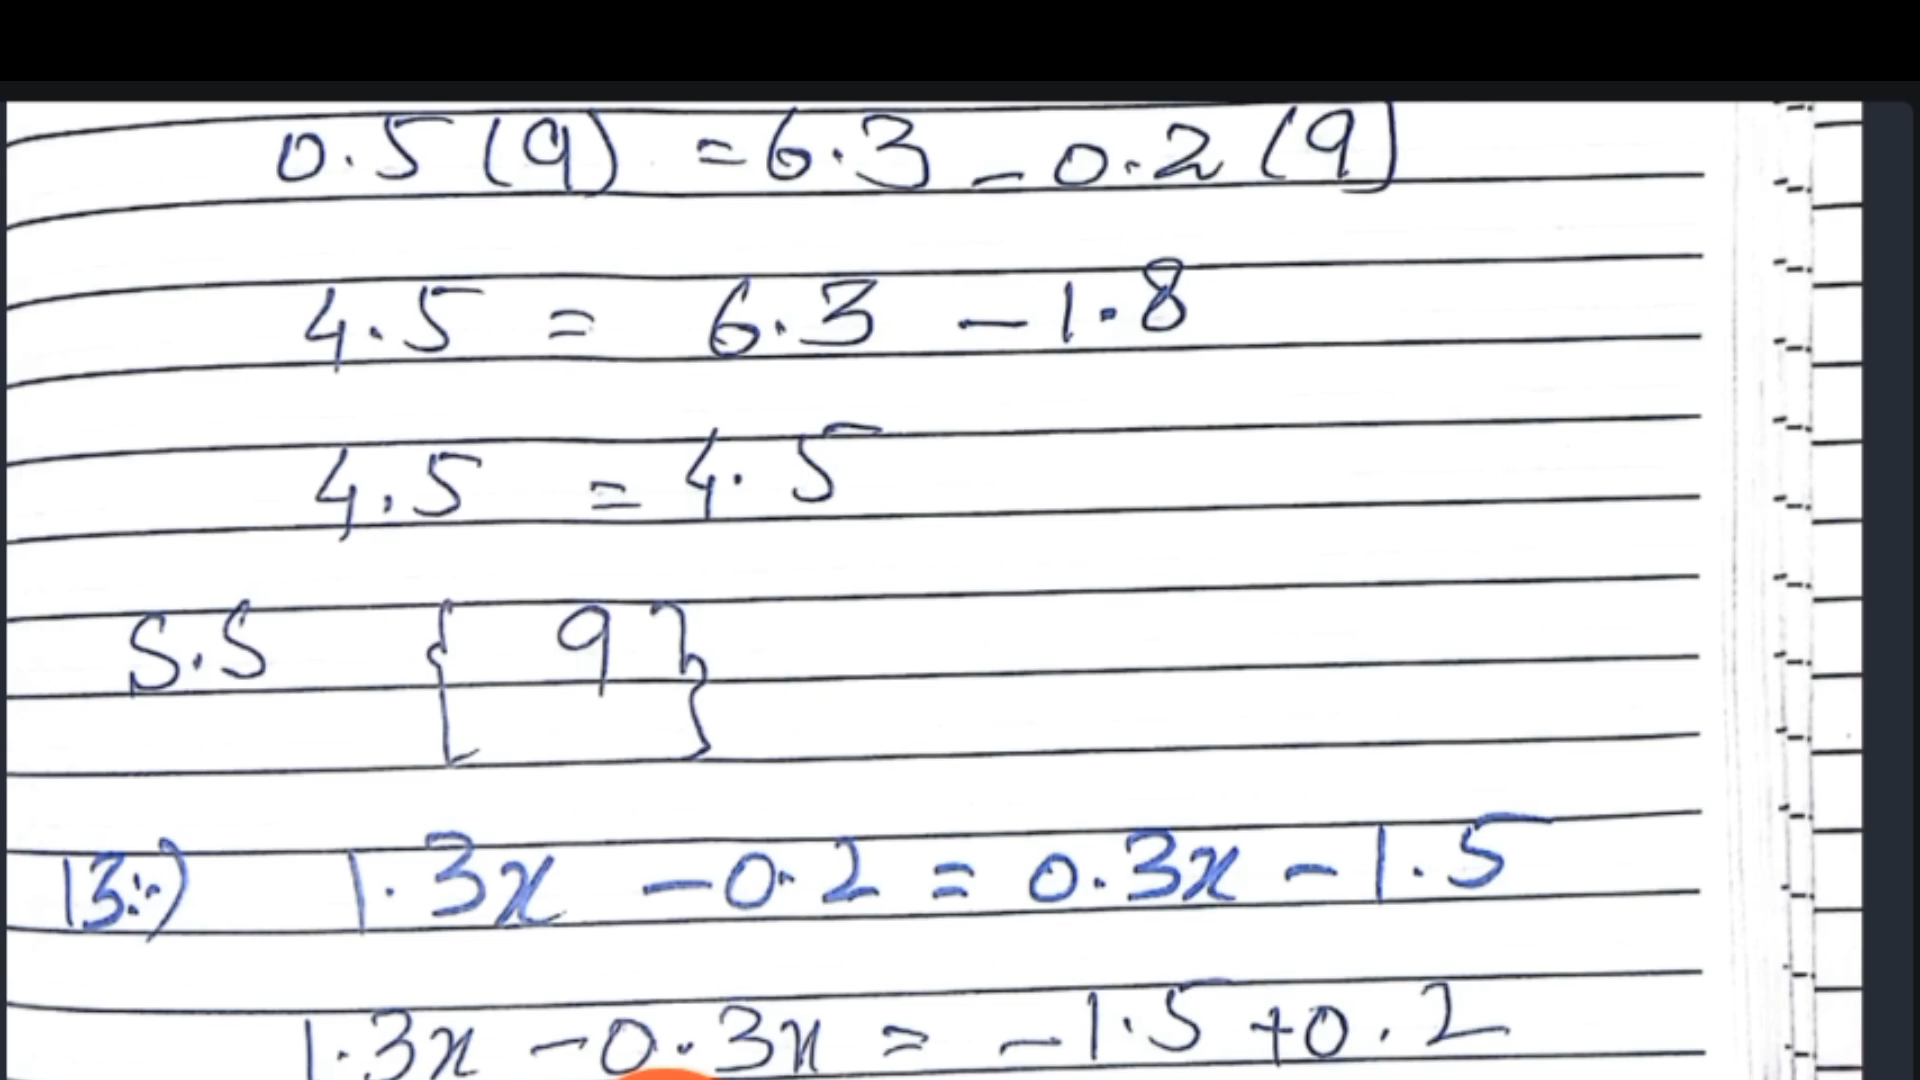 0.5 (9) = 6.3 - 0.2 (9)
4.5 = 6.3 - 1.8
4.5 = 4.5
S.S { 9 }
13:-) 1.3x - 0.2 = 0.3x - 1.5
1.3x - 0.3x = -1.5 + 0.2